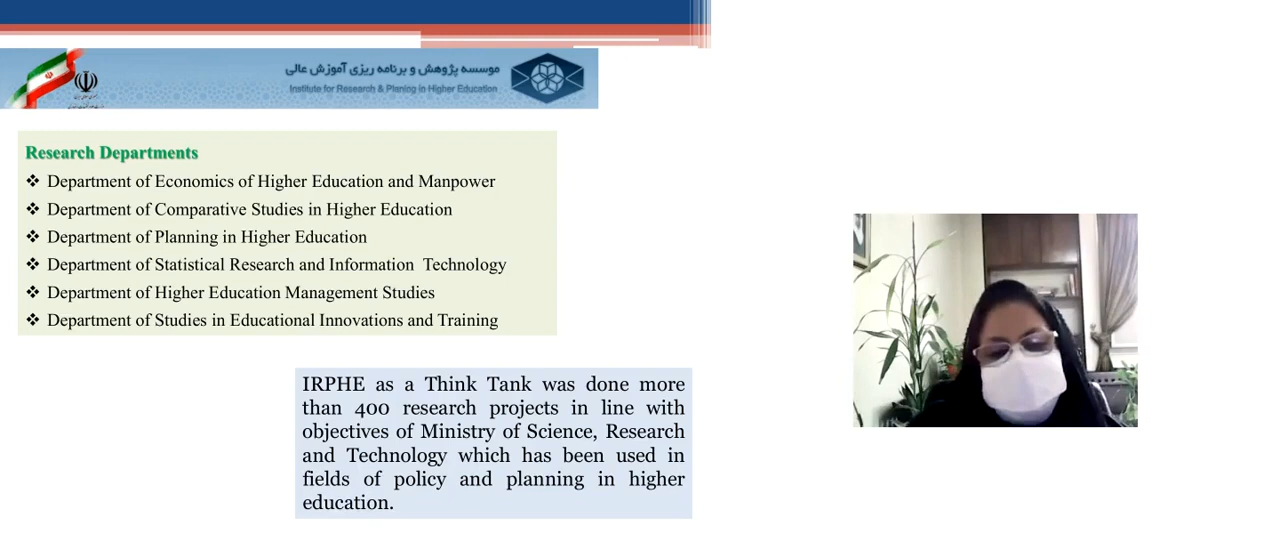 موسسه پژوهش و برنامه ریزی آموزش عالی
Institute for Research & Planing in Higher Education
Research Departments
❖ Department of Economics of Higher Education and Manpower
❖ Department of Comparative Studies in Higher Education
❖ Department of Planning in Higher Education
❖ Department of Statistical Research and Information Technology
❖ Department of Higher Education Management Studies
❖ Department of Studies in Educational Innovations and Training
IRPHE as a Think Tank was done more
than 400 research projects in line with
objectives of Ministry of Science, Research
and Technology which has been used in
fields of policy and planning in higher
education.